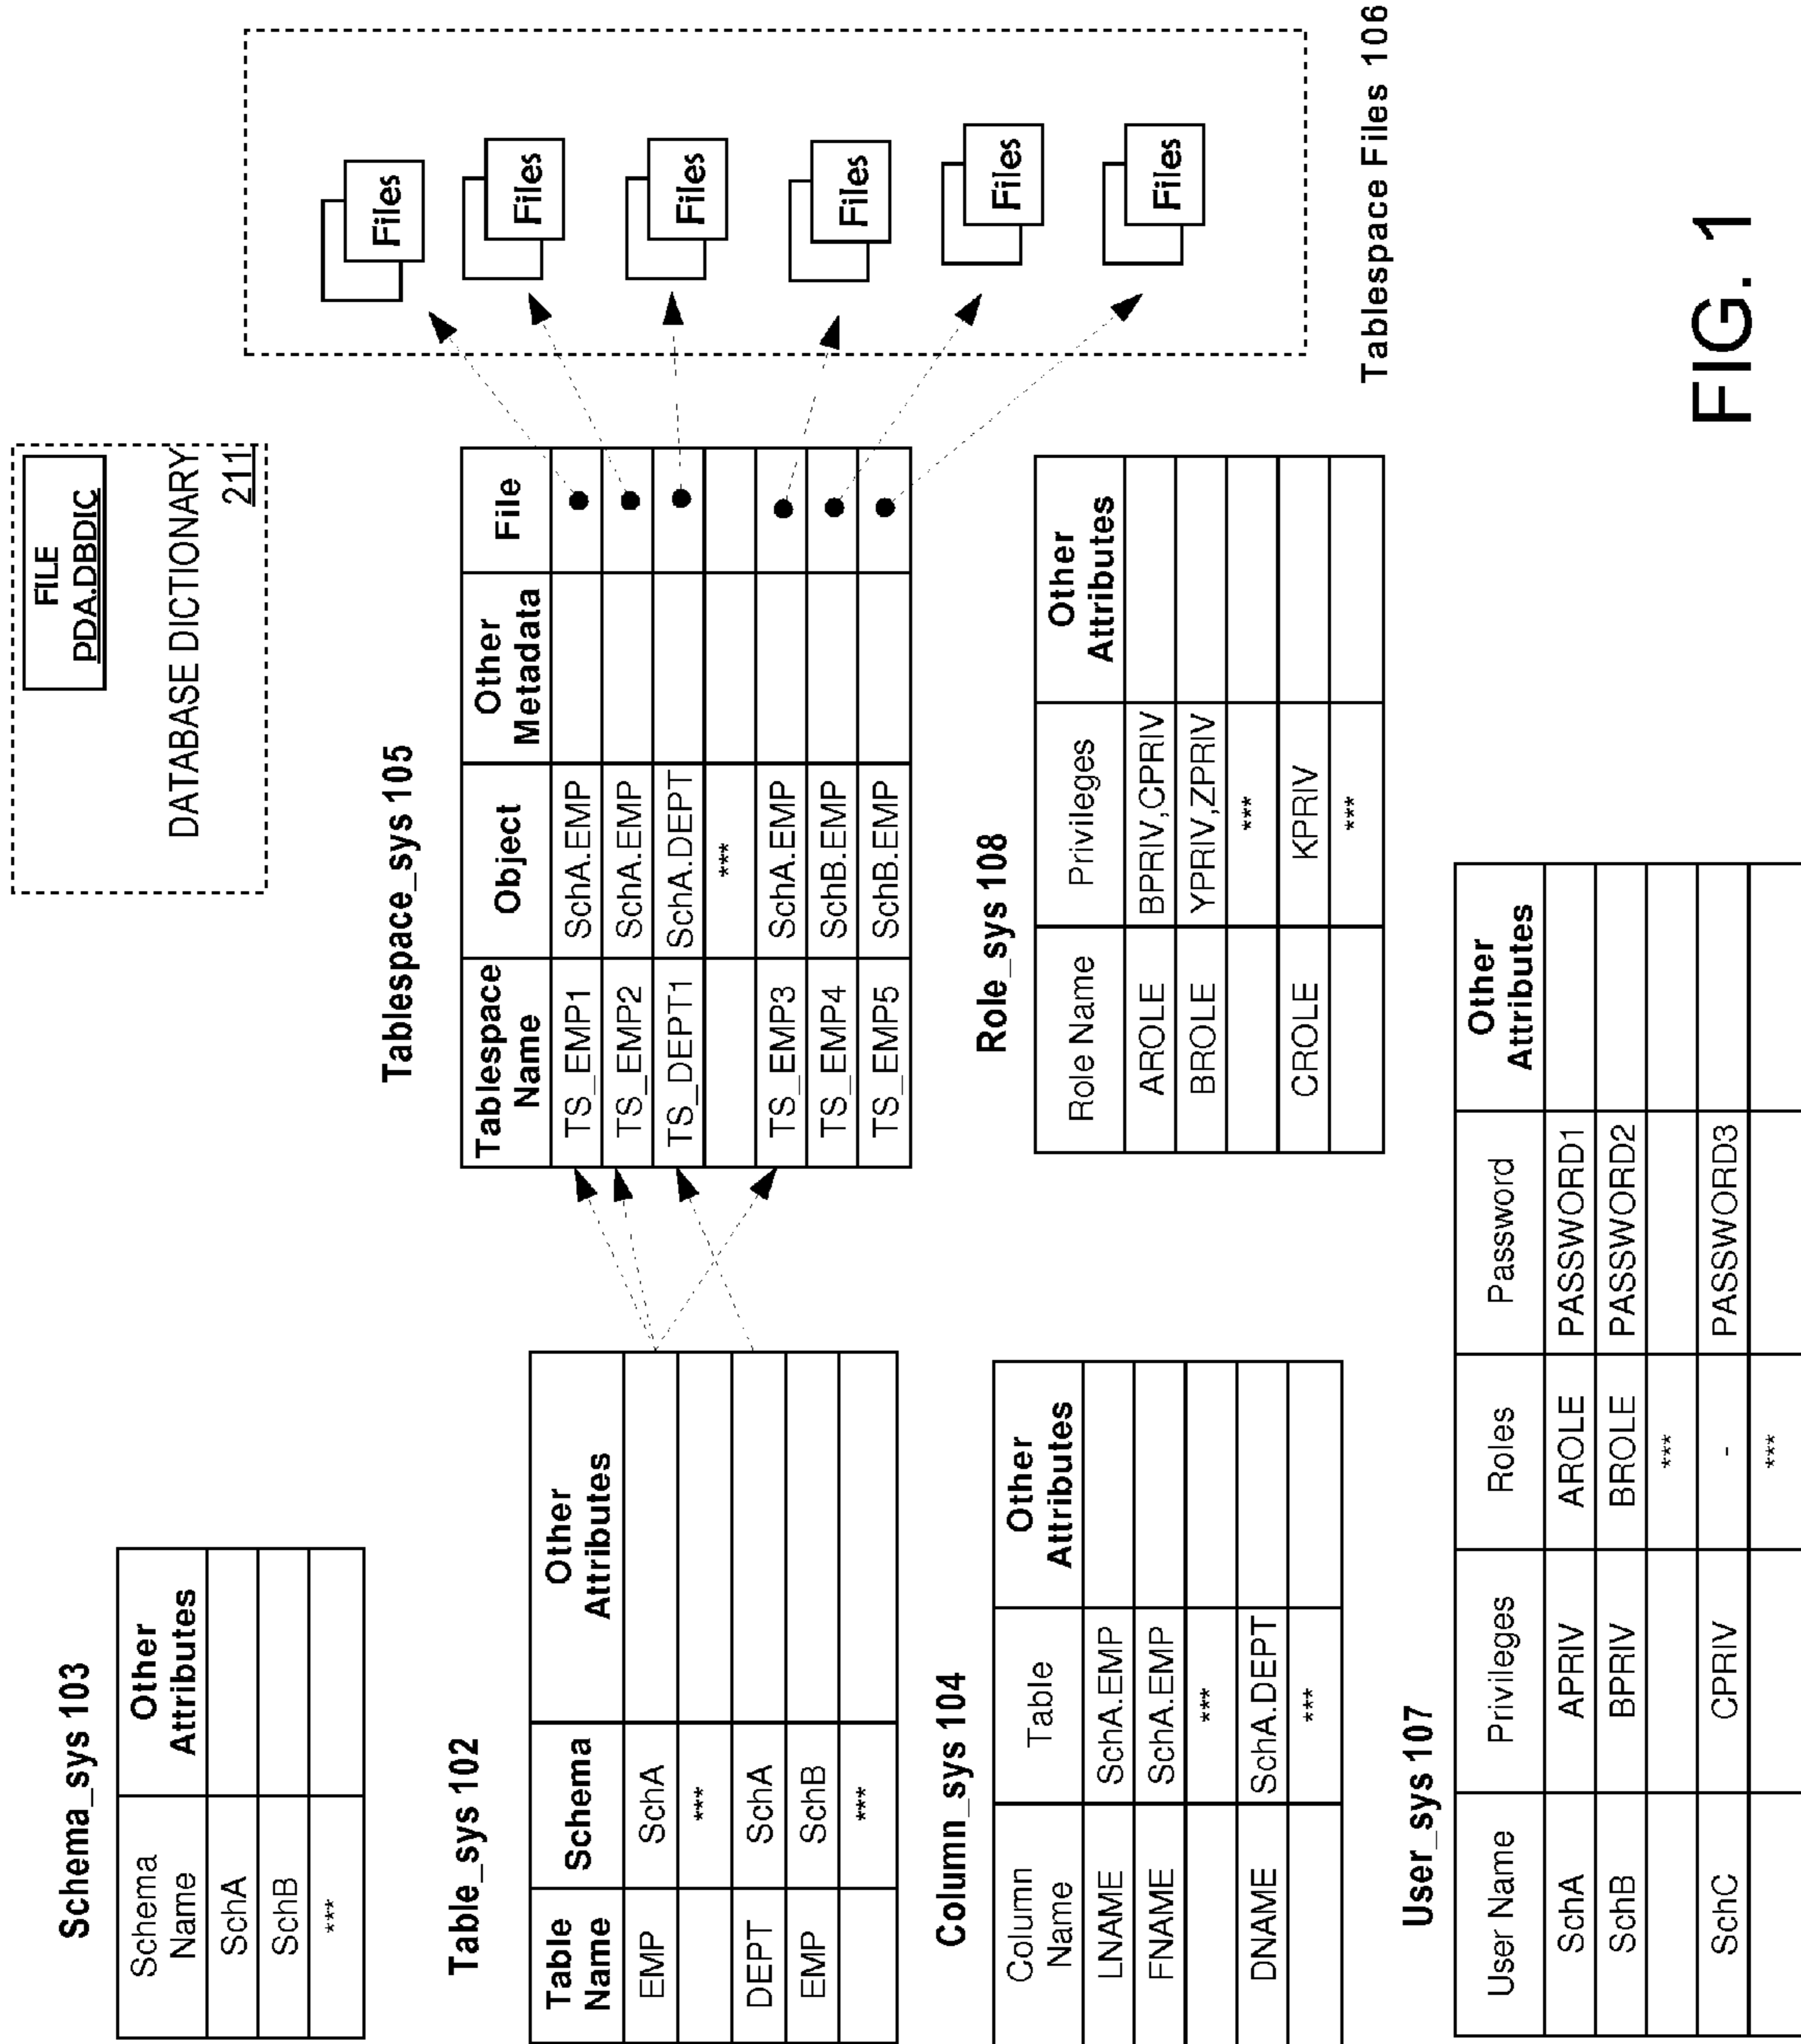 FILE
PDA.DBDIC
DATABASE DICTIONARY
211
Schema_sys 103
Schema Name Other Attributes
SchA
SchB
***
Table_sys 102
Table Name Schema Other Attributes
EMP SchA
***
DEPT SchA
EMP SchB
***
Column_sys 104
Column Name Table Other Attributes
LNAME SchA.EMP
FNAME SchA.EMP
***
DNAME SchA.DEPT
***
User_sys 107
User Name Privileges Roles Password Other Attributes
SchA APRIV AROLE PASSWORD1
SchB BPRIV BROLE PASSWORD2
***
SchC CPRIV - PASSWORD3
***
Tablespace_sys 105
Tablespace Name Object Other Metadata File
TS_EMP1 SchA.EMP
TS_EMP2 SchA.EMP
TS_DEPT1 SchA.DEPT
***
TS_EMP3 SchA.EMP
TS_EMP4 SchB.EMP
TS_EMP5 SchB.EMP
Role_sys 108
Role Name Privileges Other Attributes
AROLE BPRIV,CPRIV
BROLE YPRIV,ZPRIV
***
CROLE KPRIV
***
Files
Files
Files
Files
Files
Files
Tablespace Files 106
FIG. 1